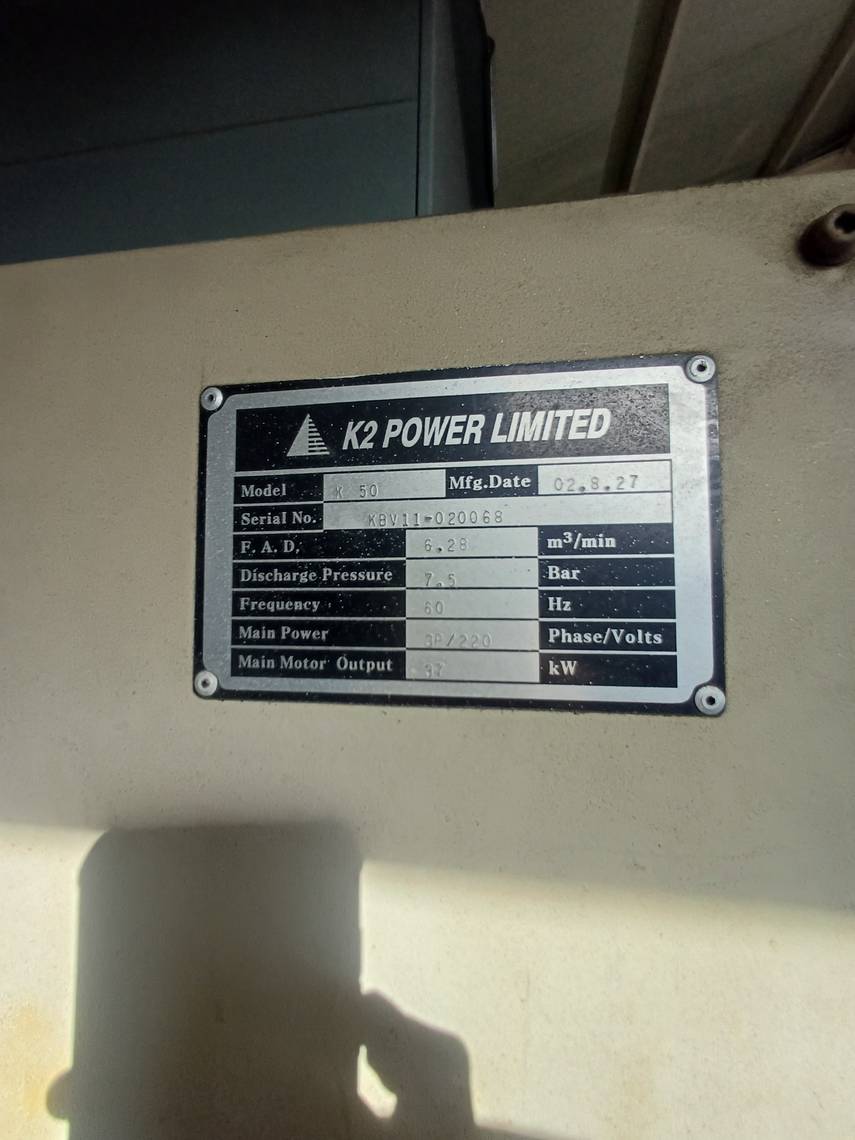 K2 POWER LIMITED
Model K 50 Mfg.Date 02.8.27
Serial No. KBV11-020068
F. A. D. 6.28 m³/min
Discharge Pressure 7.5 Bar
Frequency 60 Hz
Main Power 3P/220 Phase/Volts
Main Motor Output 37 kW